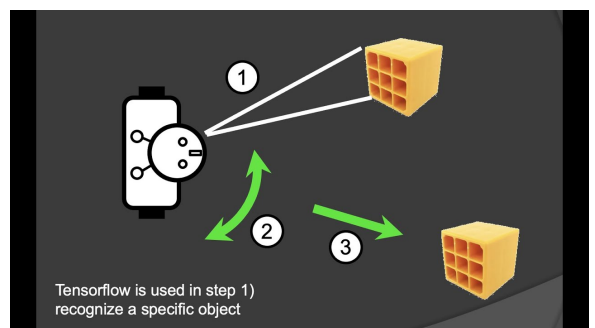 1
2
3
Tensorflow is used in step 1)
recognize a specific object